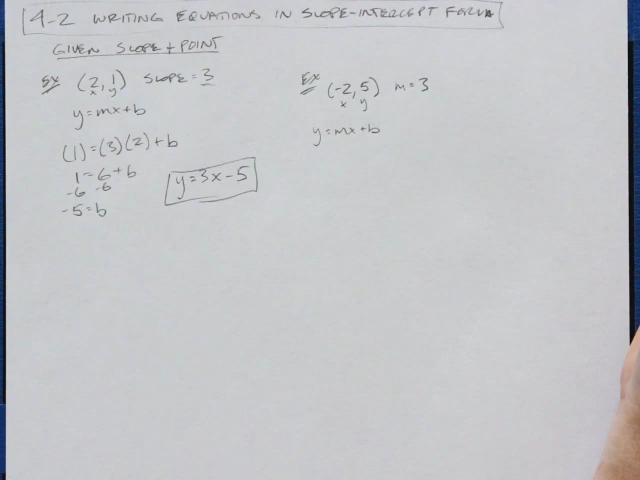 4-2 WRITING EQUATIONS IN SLOPE-INTERCEPT FORM
GIVEN SLOPE + POINT
EX (2, 1) SLOPE = 3
x y
y=mx+b
(1)=(3)(2)+b
1=6+b
-6 -6
-5=b
y=3x-5
EX (-2, 5) m=3
x y
y=mx+b